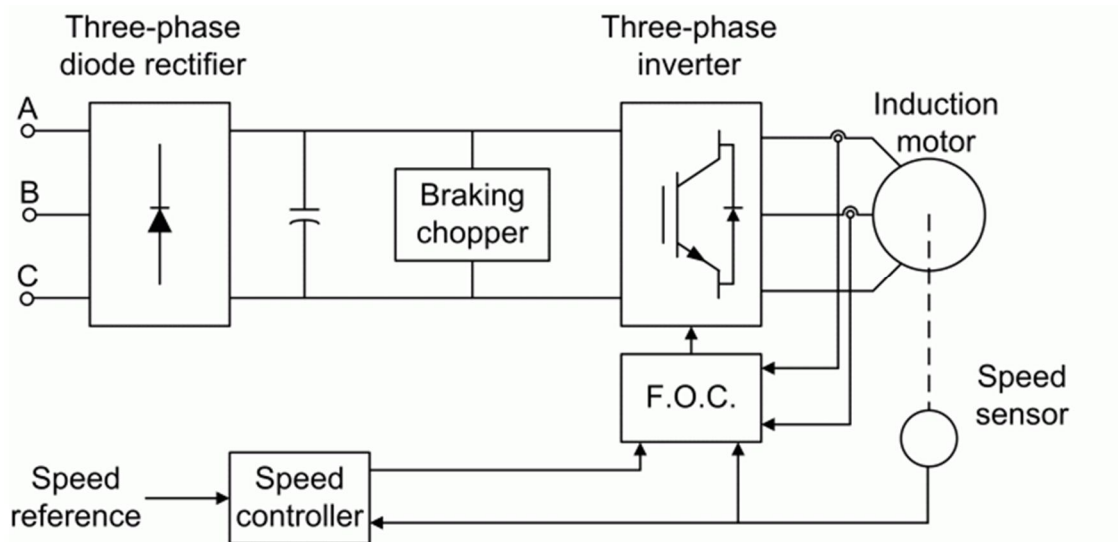 Three-phase
diode rectifier
Three-phase
inverter
Induction
motor
A
B
C
Braking
chopper
F.O.C.
Speed
sensor
Speed
reference
Speed
controller